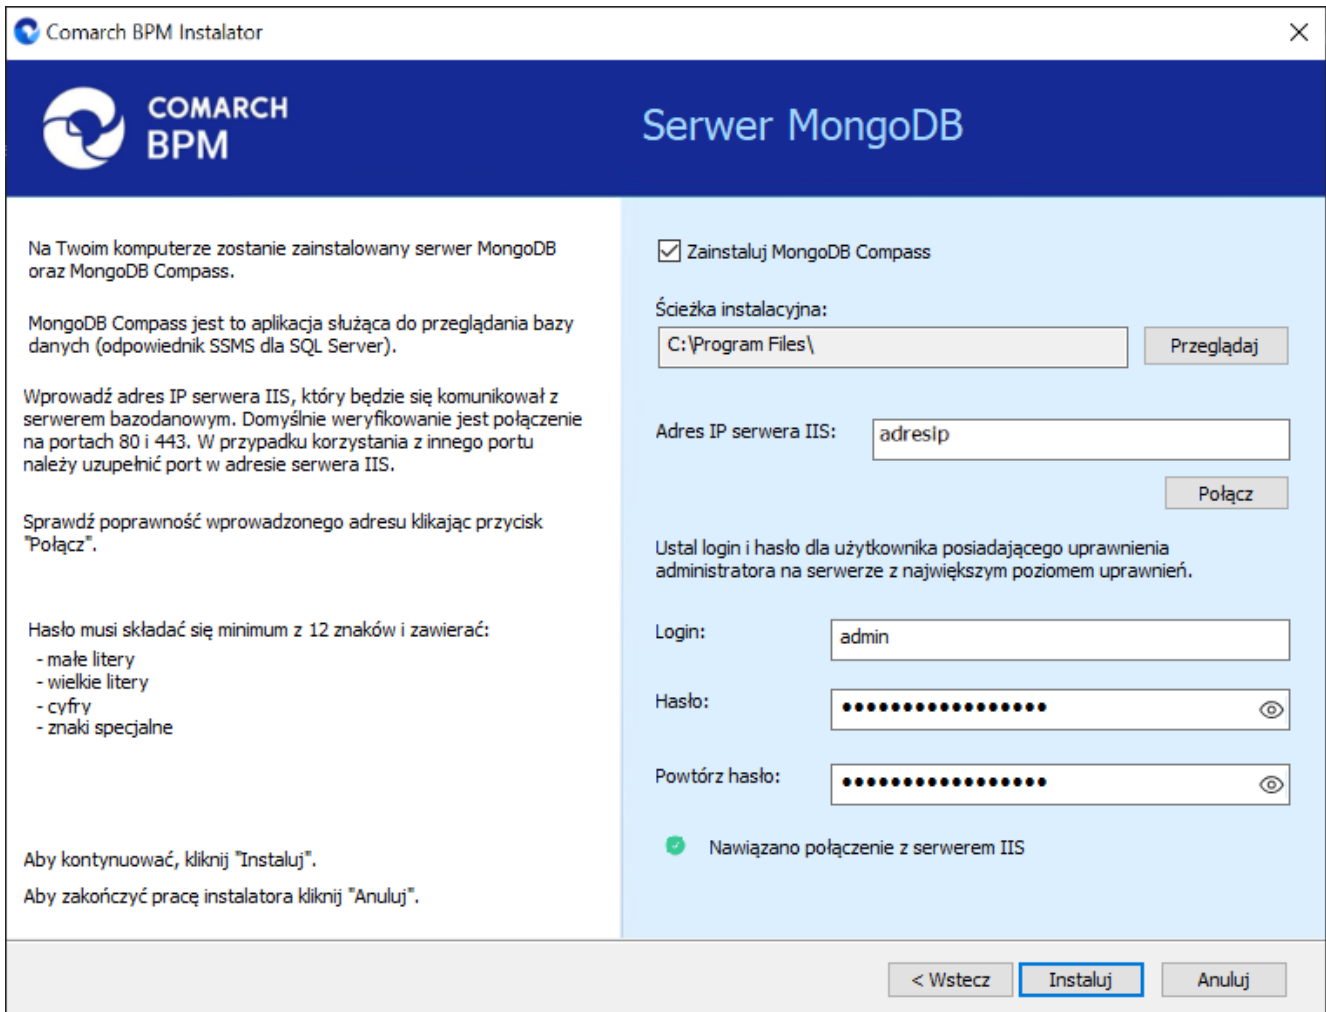 Comarch BPM Instalator
COMARCH
BPM
Serwer MongoDB
Na Twoim komputerze zostanie zainstalowany serwer MongoDB
oraz MongoDB Compass.
MongoDB Compass jest to aplikacja służąca do przeglądania bazy
danych (odpowiednik SSMS dla SQL Server).
Wprowadź adres IP serwera IIS, który będzie się komunikował z
serwerem bazodanowym. Domyślnie weryfikowanie jest połączenie
na portach 80 i 443. W przypadku korzystania z innego portu
należy uzupełnić port w adresie serwera IIS.
Sprawdź poprawność wprowadzonego adresu klikając przycisk
"Połącz".
Hasło musi składać się minimum z 12 znaków i zawierać:
- małe litery
- wielkie litery
- cyfry
- znaki specjalne
Aby kontynuować, kliknij "Instaluj".
Aby zakończyć pracę instalatora kliknij "Anuluj".
Zainstaluj MongoDB Compass
Ścieżka instalacyjna:
C:\Program Files\
Przeglądaj
Adres IP serwera IIS:
adresip
Połącz
Ustal login i hasło dla użytkownika posiadającego uprawnienia
administratora na serwerze z największym poziomem uprawnień.
Login:
admin
Hasło:
•••••••••••••••••
Powtórz hasło:
•••••••••••••••••
Nawiązano połączenie z serwerem IIS
< Wstecz
Instaluj
Anuluj